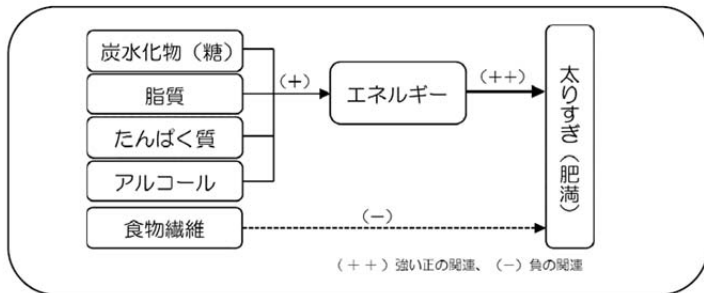 炭水化物（糖）
脂質
たんぱく質
アルコール
食物繊維
（+）
エネルギー
（++）
太りすぎ（肥満）
（－）
（++）強い正の関連、（－）負の関連